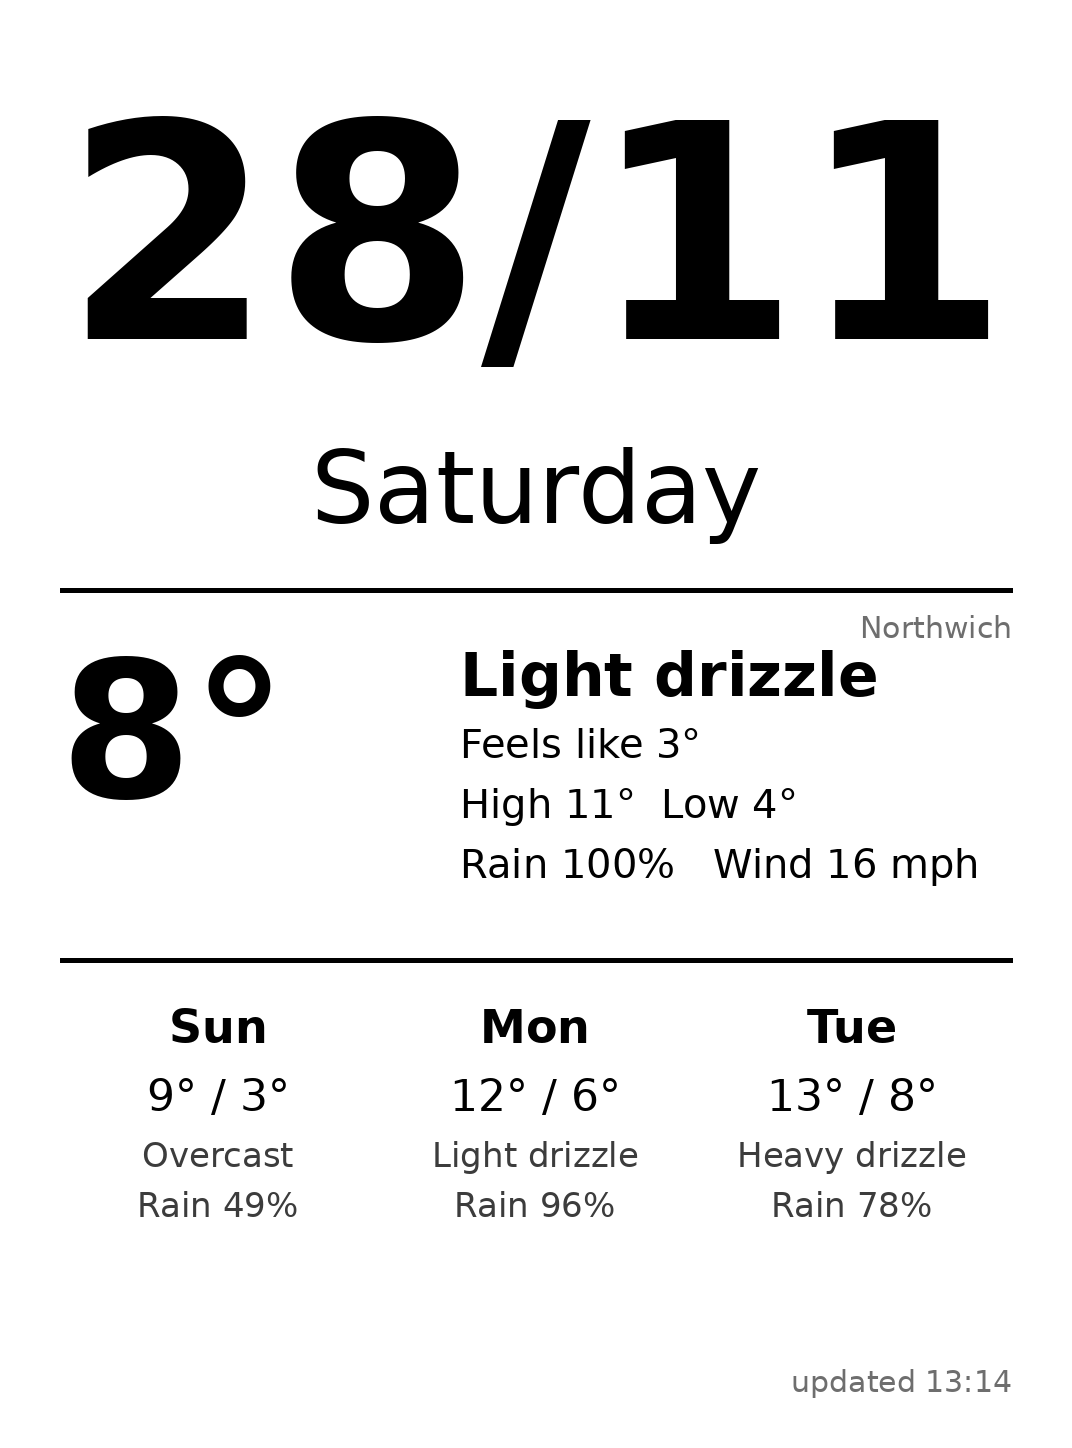 28/11
Saturday
Northwich
8°
Light drizzle
Feels like 3°
High 11°  Low 4°
Rain 100%   Wind 16 mph
Sun Mon Tue
9° / 3° 12° / 6° 13° / 8°
Overcast Light drizzle Heavy drizzle
Rain 49% Rain 96% Rain 78%
updated 13:14